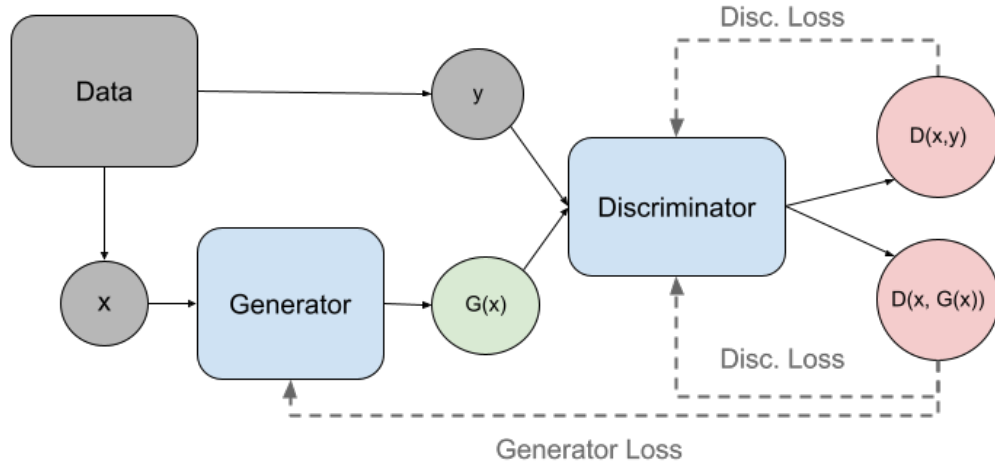 Disc. Loss
Data
y
D(x,y)
Discriminator
x
Generator
G(x)
D(x, G(x))
Disc. Loss
Generator Loss